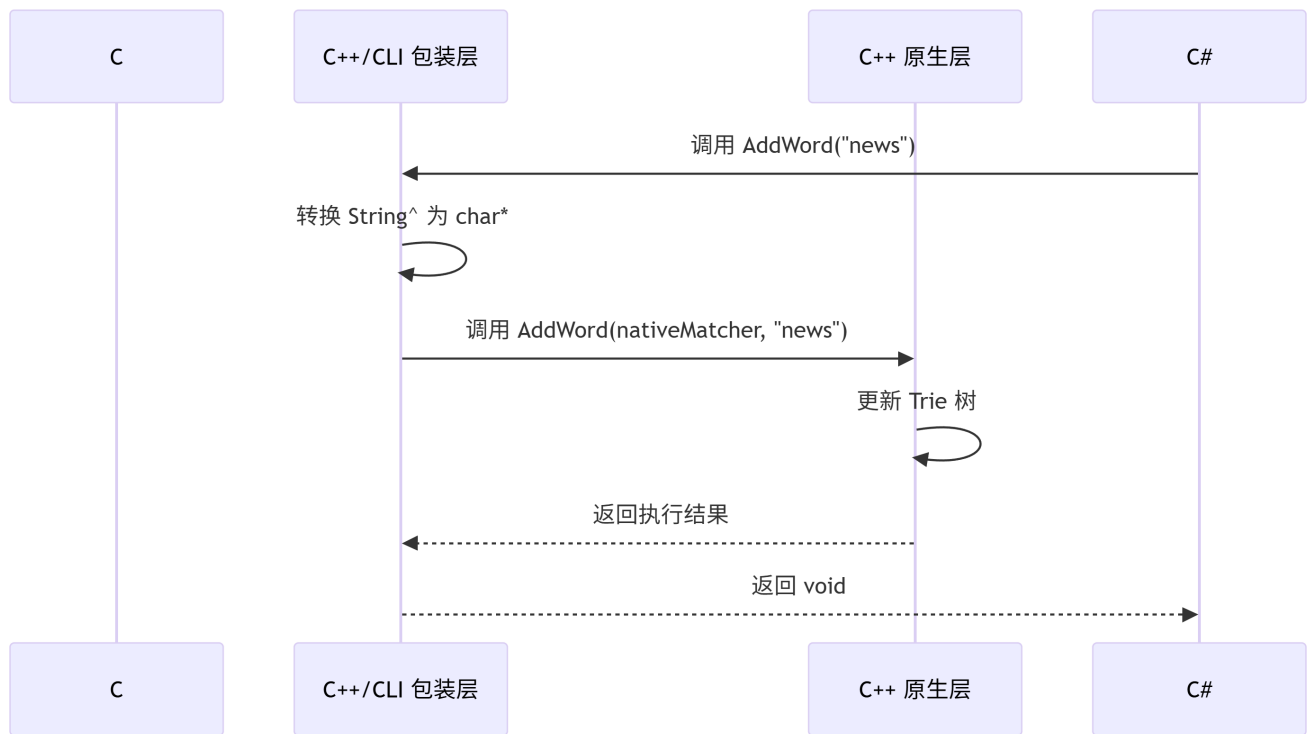 C
C++/CLI 包装层
C++ 原生层
C#
调用 AddWord("news")
转换 String^ 为 char*
调用 AddWord(nativeMatcher, "news")
更新 Trie 树
返回执行结果
返回 void
C
C++/CLI 包装层
C++ 原生层
C#